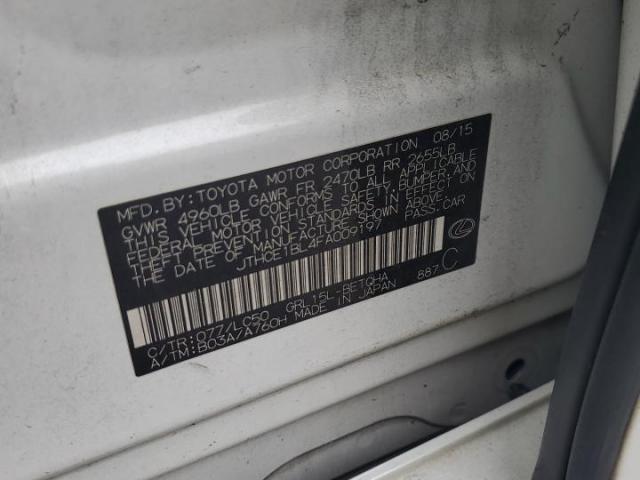 MFD. BY: TOYOTA MOTOR CORPORATION 08/15
GVWR 4960LB GAWR FR 2470LB RR 2655LB
THIS VEHICLE CONFORMS TO ALL APPLICABLE
FEDERAL MOTOR VEHICLE SAFETY, BUMPER, AND
THEFT PREVENTION STANDARDS IN EFFECT ON
THE DATE OF MANUFACTURE SHOWN ABOVE.
JTHCE1BL4FA009197 PASS. CAR
C/TR: 077/LC50 GRL15L-BETQHA 887 C
A/TM: B03A/A760H MADE IN JAPAN